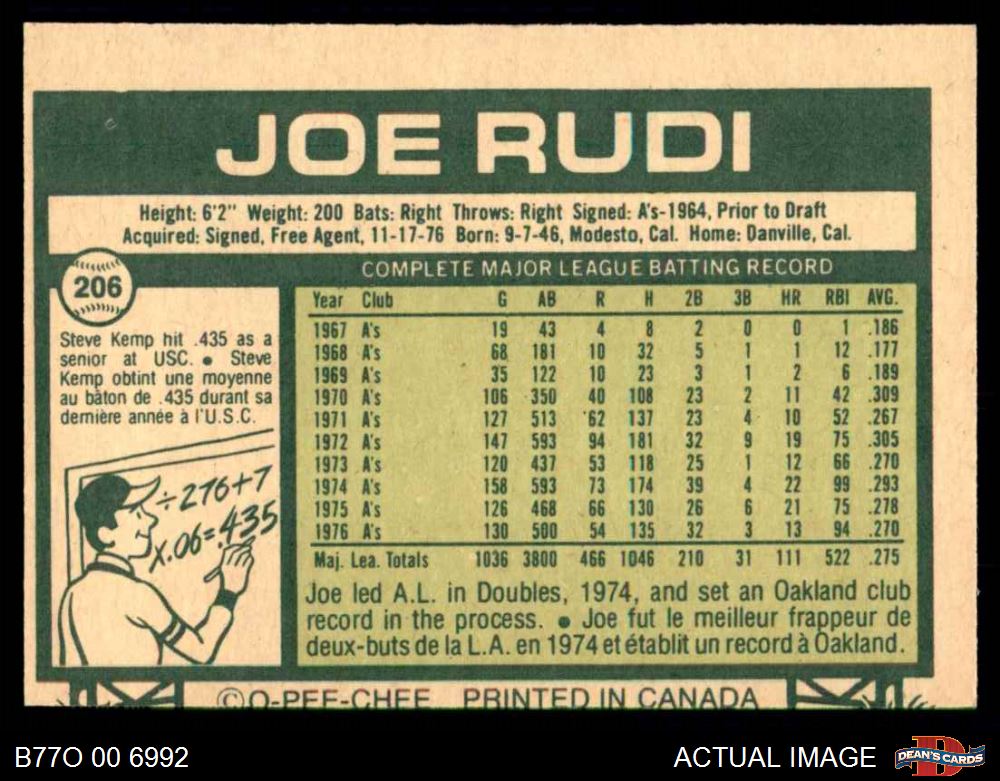 JOE RUDI
Height: 6'2" Weight: 200 Bats: Right Throws: Right Signed: A's-1964, Prior to Draft
Acquired: Signed, Free Agent, 11-17-76 Born: 9-7-46, Modesto, Cal. Home: Danville, Cal.
206
COMPLETE MAJOR LEAGUE BATTING RECORD
Steve Kemp hit .435 as a
senior at USC. ● Steve
Kemp obtint une moyenne
au bâton de .435 durant sa
dernière année à l'U.S.C.
÷276+7
x.06=.435
Year Club G AB R H 2B 3B HR RBI AVG.
1967 A's 19 43 4 8 2 0 0 1 .186
1968 A's 68 181 10 32 5 1 1 12 .177
1969 A's 35 122 10 23 3 1 2 6 .189
1970 A's 106 350 40 108 23 2 11 42 .309
1971 A's 127 513 62 137 23 4 10 52 .267
1972 A's 147 593 94 181 32 9 19 75 .305
1973 A's 120 437 53 118 25 1 12 66 .270
1974 A's 158 593 73 174 39 4 22 99 .293
1975 A's 126 468 66 130 26 6 21 75 .278
1976 A's 130 500 54 135 32 3 13 94 .270
Maj. Lea. Totals 1036 3800 466 1046 210 31 111 522 .275
Joe led A.L. in Doubles, 1974, and set an Oakland club
record in the process. ● Joe fut le meilleur frappeur de
deux-buts de la L.A. en 1974 et établit un record à Oakland.
©O-PEE-CHEE PRINTED IN CANADA
B77O 00 6992
ACTUAL IMAGE
DEAN'S CARDS